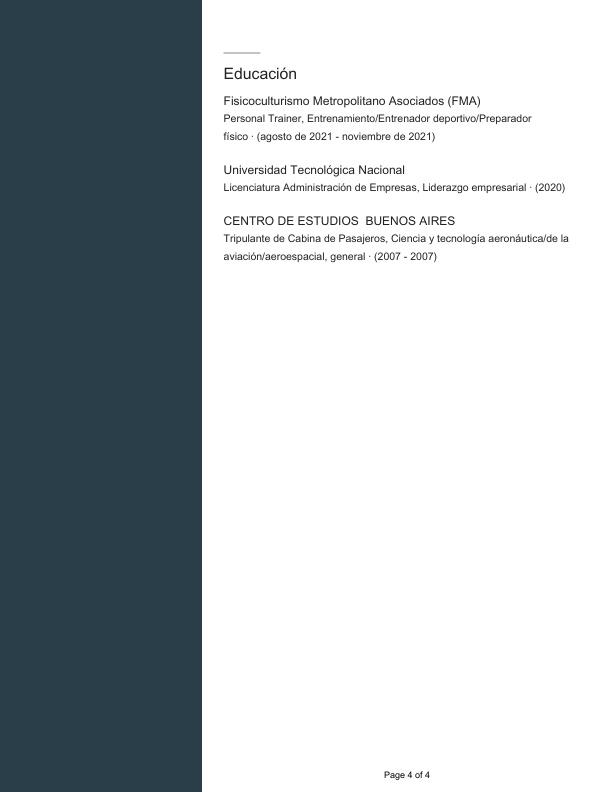 Educación
Fisicoculturismo Metropolitano Asociados (FMA)
Personal Trainer, Entrenamiento/Entrenador deportivo/Preparador
físico · (agosto de 2021 - noviembre de 2021)
Universidad Tecnológica Nacional
Licenciatura Administración de Empresas, Liderazgo empresarial · (2020)
CENTRO DE ESTUDIOS  BUENOS AIRES
Tripulante de Cabina de Pasajeros, Ciencia y tecnología aeronáutica/de la
aviación/aeroespacial, general · (2007 - 2007)
Page 4 of 4